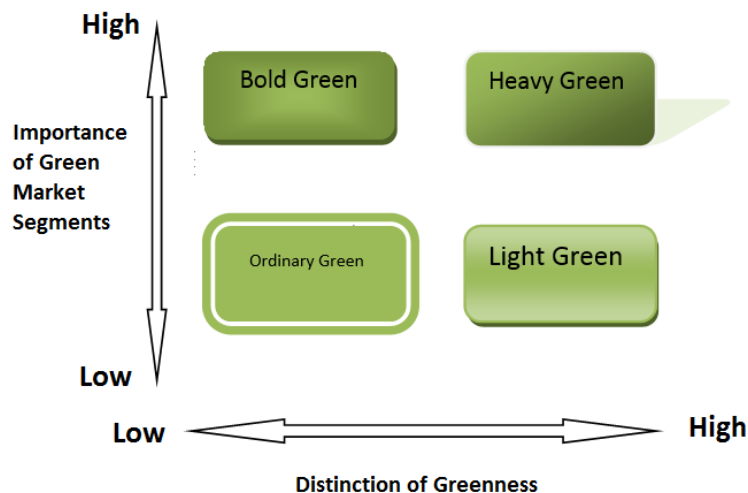 High
Bold Green
Heavy Green
Importance
of Green
Market
Segments
Ordinary Green
Light Green
Low
Low
High
Distinction of Greenness